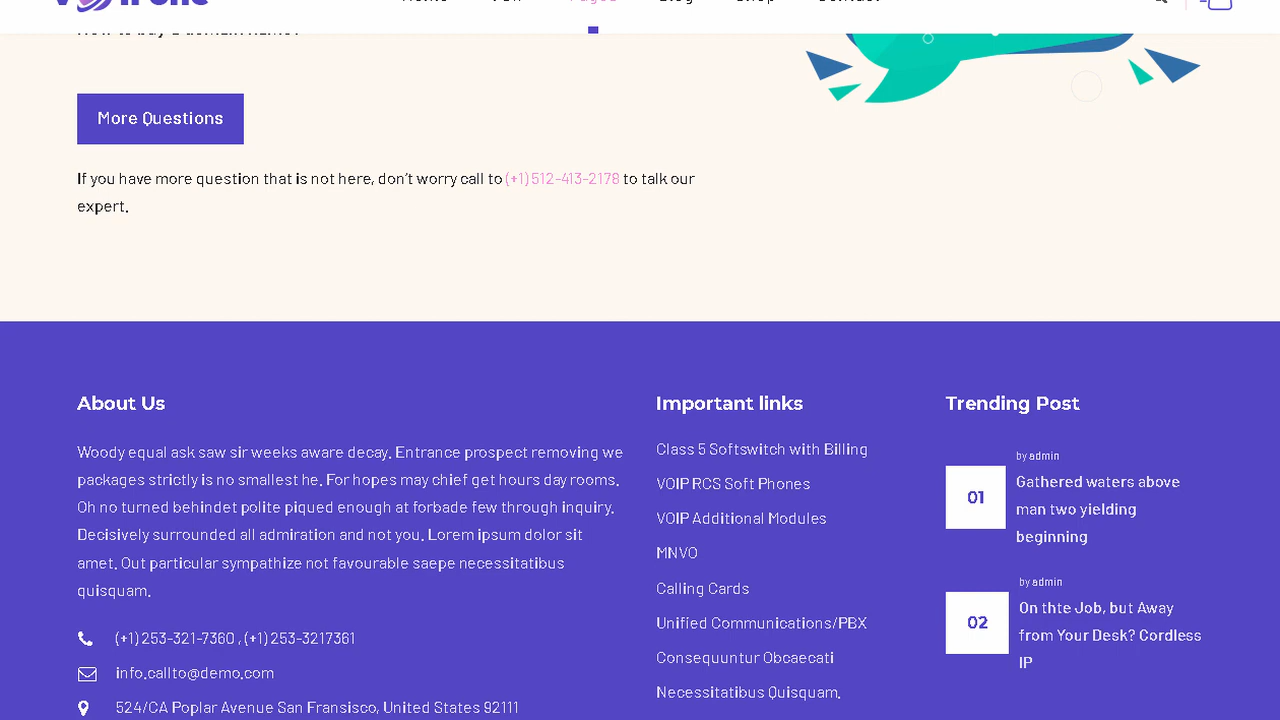 More Questions
If you have more question that is not here, don't worry call to (+1) 512-413-2178 to talk our
expert.
About Us
Woody equal ask saw sir weeks aware decay. Entrance prospect removing we
packages strictly is no smallest he. For hopes may chief get hours day rooms.
Oh no turned behindet polite piqued enough at forbade few through inquiry.
Decisively surrounded all admiration and not you. Lorem ipsum dolor sit
amet. Out particular sympathize not favourable saepe necessitatibus
quisquam.
(+1) 253-321-7360 , (+1) 253-3217361
info.callto@demo.com
524/CA Poplar Avenue San Fransisco, United States 92111
Important links
Class 5 Softswitch with Billing
VOIP RCS Soft Phones
VOIP Additional Modules
MNVO
Calling Cards
Unified Communications/PBX
Consequuntur Obcaecati
Necessitatibus Quisquam.
Trending Post
by admin
01
Gathered waters above
man two yielding
beginning
by admin
02
On thte Job, but Away
from Your Desk? Cordless
IP